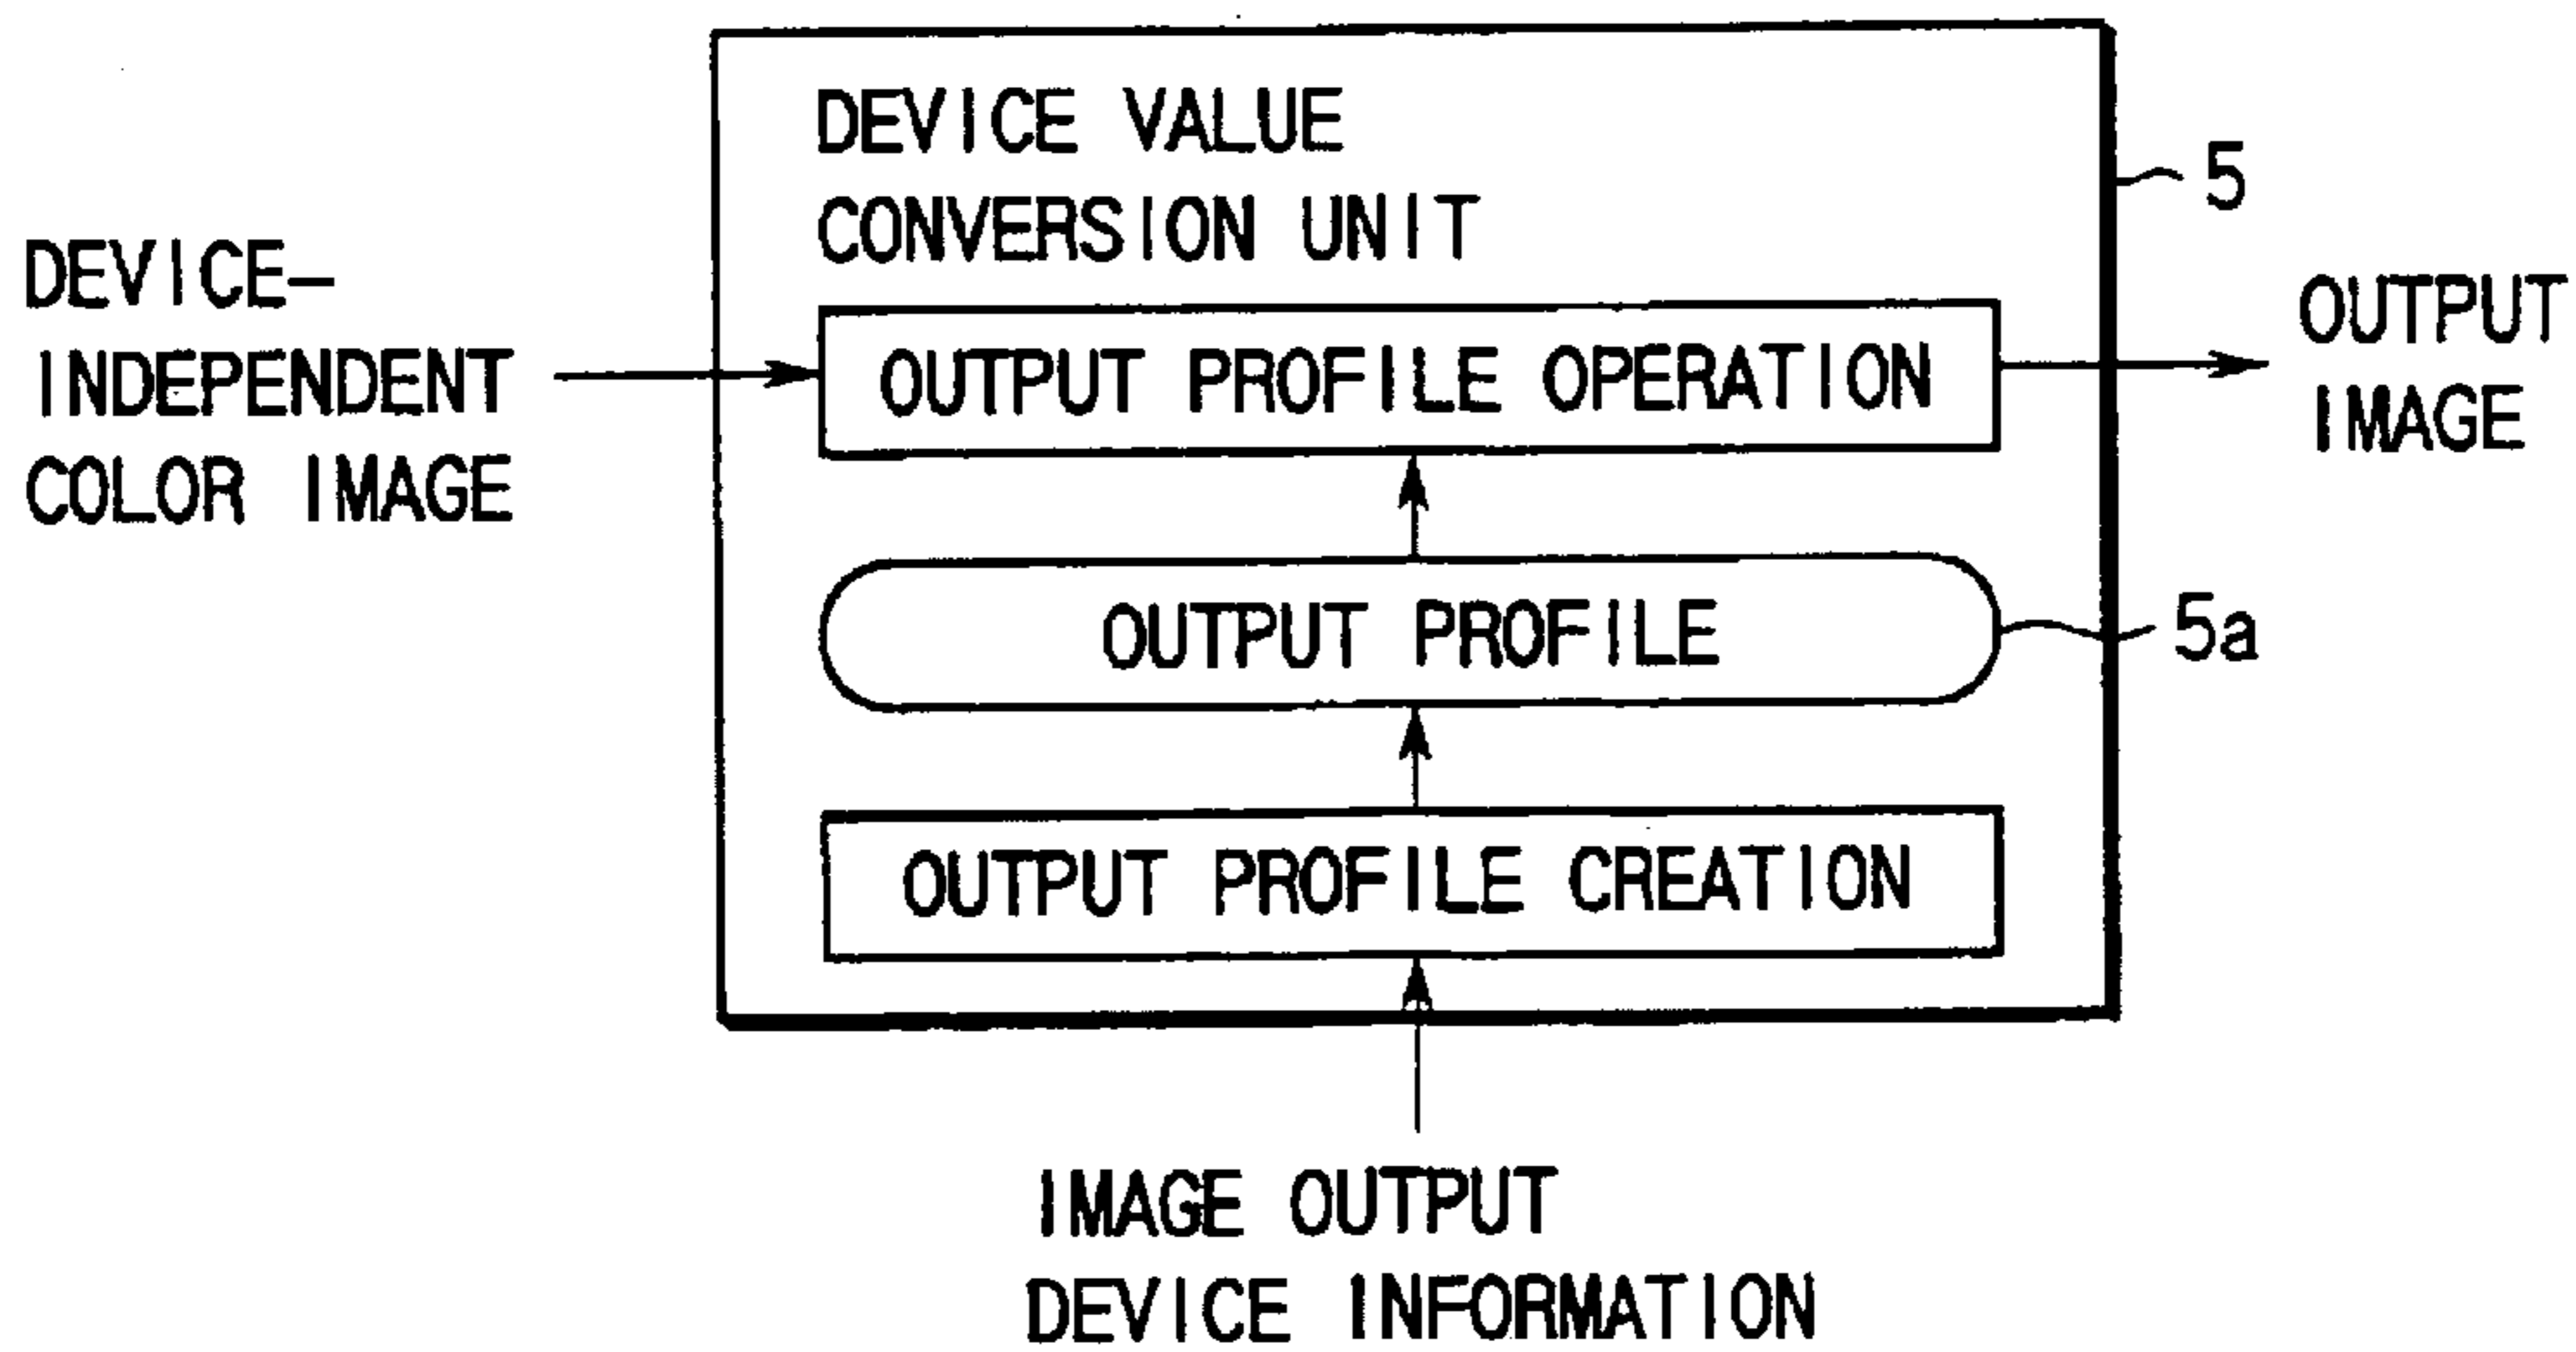 DEVICE VALUE
CONVERSION UNIT
5
DEVICE-
INDEPENDENT
COLOR IMAGE
OUTPUT PROFILE OPERATION
OUTPUT
IMAGE
OUTPUT PROFILE
5a
OUTPUT PROFILE CREATION
IMAGE OUTPUT
DEVICE INFORMATION